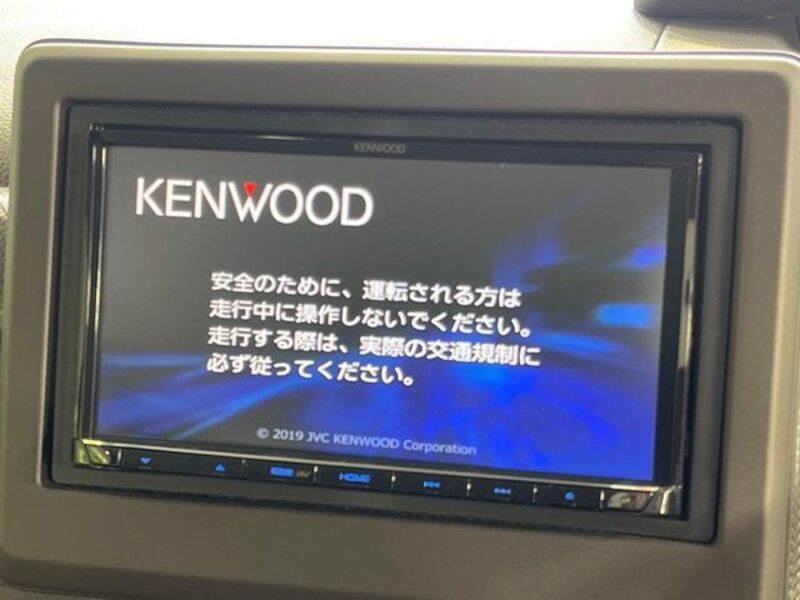 KENWOOD
KENWOOD
安全のために、運転される方は
走行中に操作しないでください。
走行する際は、実際の交通規制に
必ず従ってください。
© 2019 JVC KENWOOD Corporation
HOME